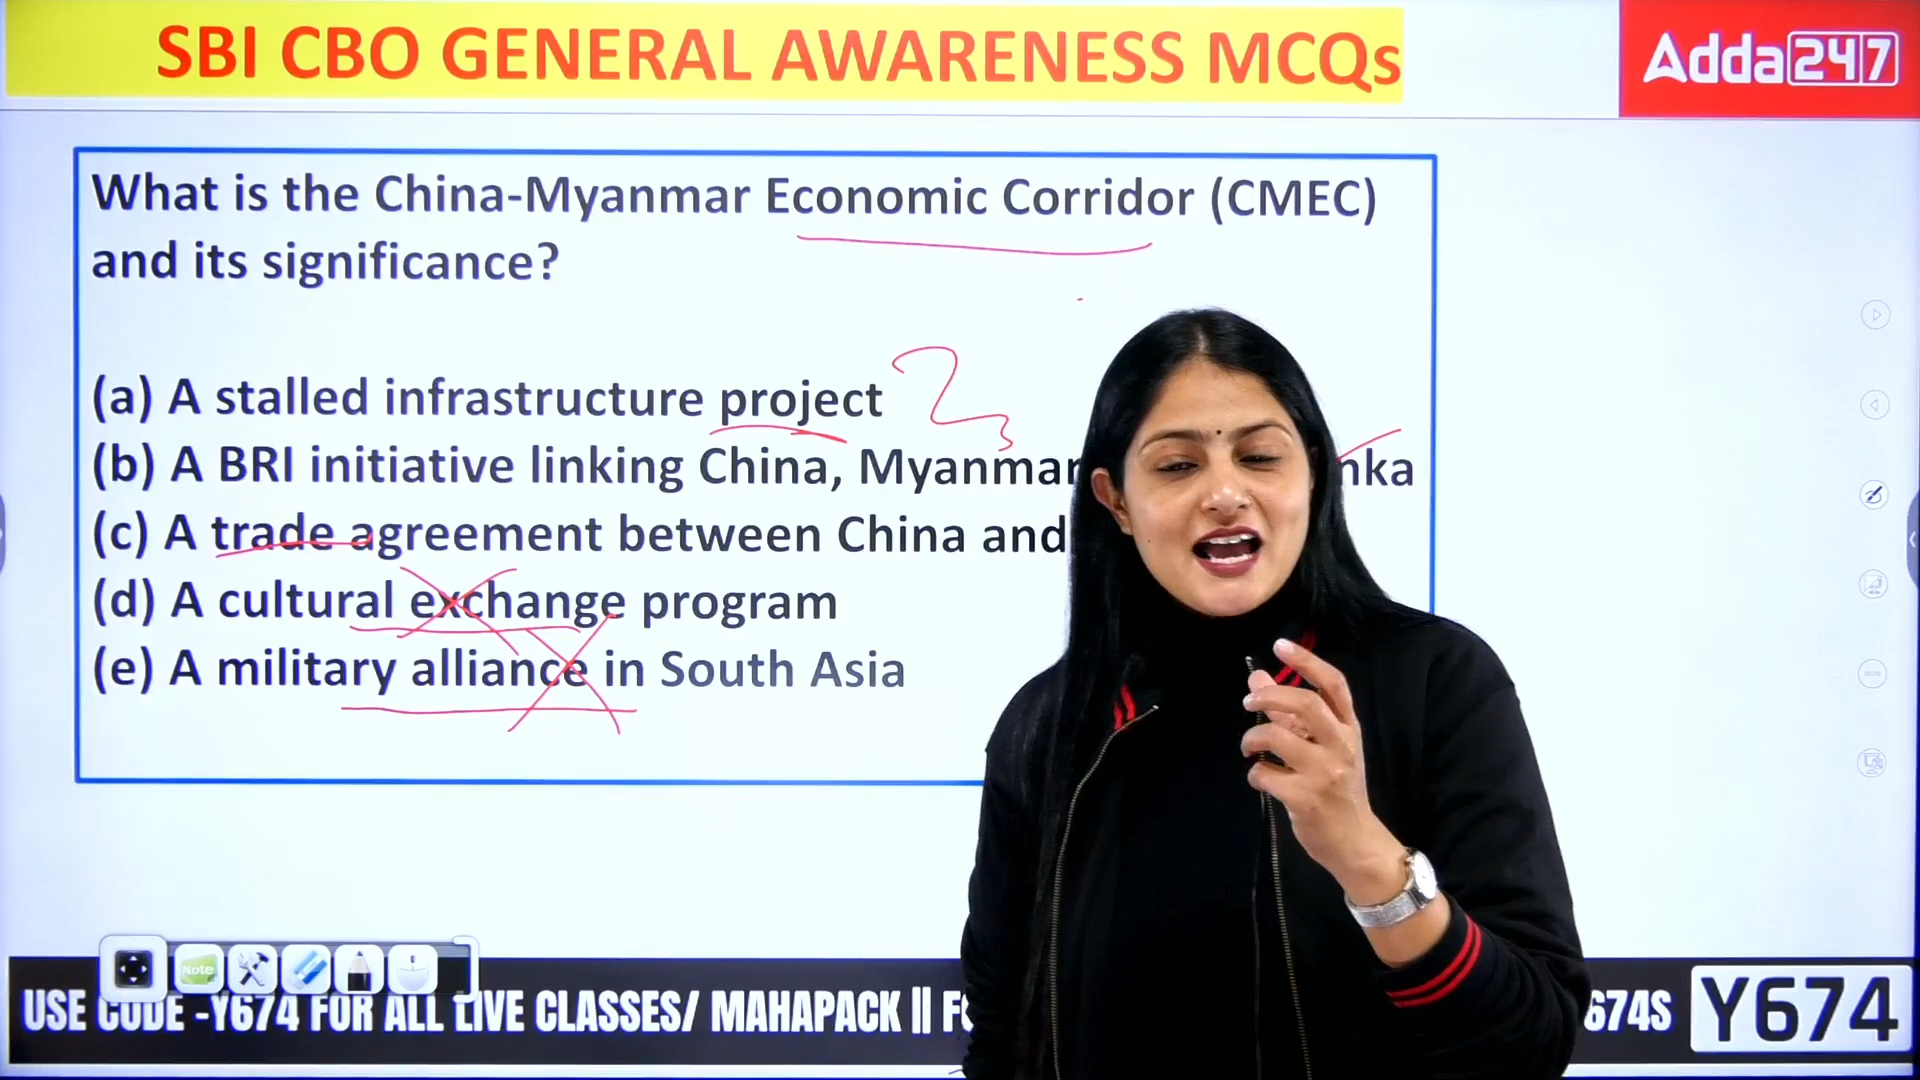 SBI CBO GENERAL AWARENESS MCQs
Adda247
What is the China-Myanmar Economic Corridor (CMEC)
and its significance?
(a) A stalled infrastructure project
(b) A BRI initiative linking China, Myanmar
(c) A trade agreement between China and
(d) A cultural exchange program
(e) A military alliance in South Asia
Note
USE CODE -Y674 FOR ALL LIVE CLASSES/ MAHAPACK ||
674S
Y674